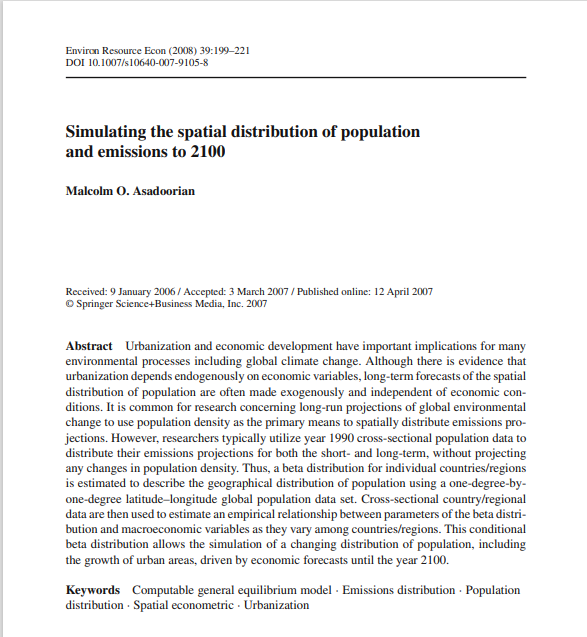 Environ Resource Econ (2008) 39:199–221
DOI 10.1007/s10640-007-9105-8
Simulating the spatial distribution of population
and emissions to 2100
Malcolm O. Asadoorian
Received: 9 January 2006 / Accepted: 3 March 2007 / Published online: 12 April 2007
© Springer Science+Business Media, Inc. 2007
Abstract Urbanization and economic development have important implications for many
environmental processes including global climate change. Although there is evidence that
urbanization depends endogenously on economic variables, long-term forecasts of the spatial
distribution of population are often made exogenously and independent of economic con-
ditions. It is common for research concerning long-run projections of global environmental
change to use population density as the primary means to spatially distribute emissions pro-
jections. However, researchers typically utilize year 1990 cross-sectional population data to
distribute their emissions projections for both the short- and long-term, without projecting
any changes in population density. Thus, a beta distribution for individual countries/regions
is estimated to describe the geographical distribution of population using a one-degree-by-
one-degree latitude–longitude global population data set. Cross-sectional country/regional
data are then used to estimate an empirical relationship between parameters of the beta distri-
bution and macroeconomic variables as they vary among countries/regions. This conditional
beta distribution allows the simulation of a changing distribution of population, including
the growth of urban areas, driven by economic forecasts until the year 2100.
Keywords Computable general equilibrium model · Emissions distribution · Population
distribution · Spatial econometric · Urbanization